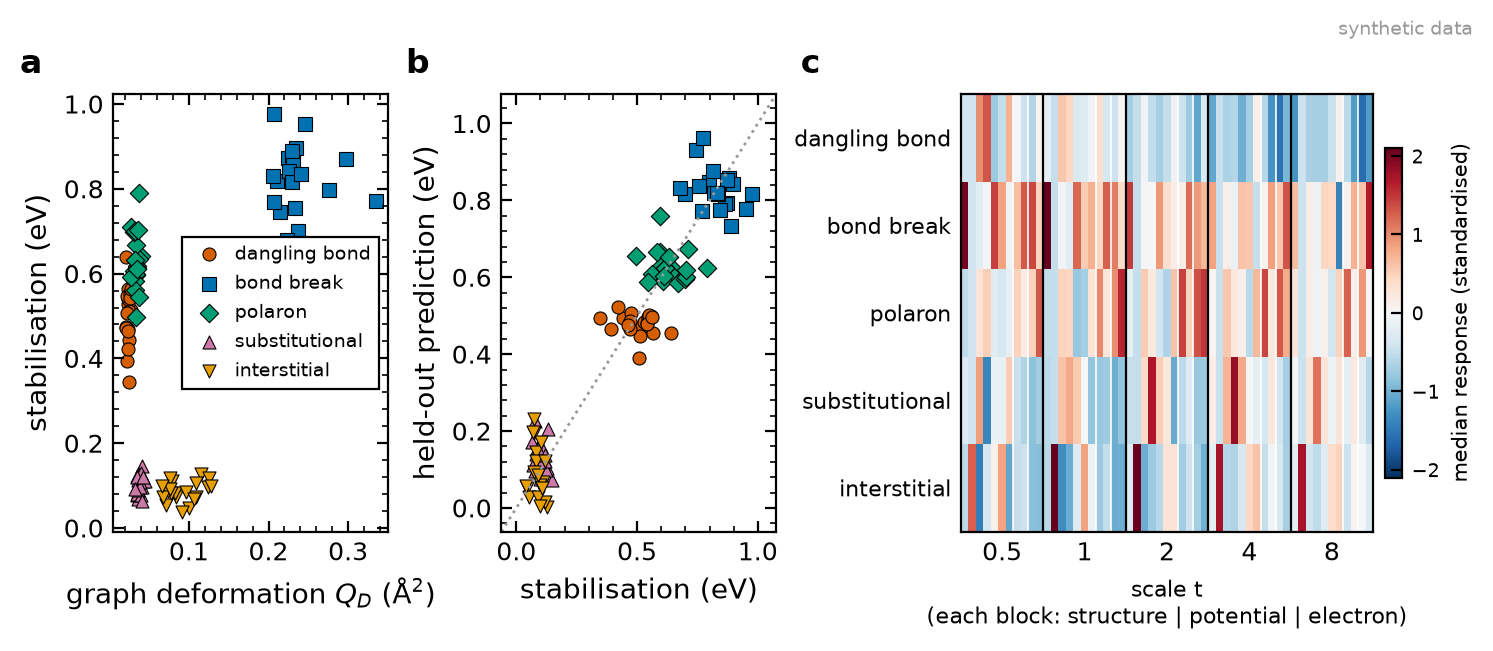 synthetic data
a
b
c
1.0
0.8
0.6
0.4
0.2
0.0
stabilisation (eV)
dangling bond
bond break
polaron
substitutional
interstitial
0.1 0.2 0.3
graph deformation Q_D (Å²)
1.0
0.8
0.6
0.4
0.2
0.0
held-out prediction (eV)
0.0 0.5 1.0
stabilisation (eV)
dangling bond
bond break
polaron
substitutional
interstitial
0.5 1 2 4 8
scale t
(each block: structure | potential | electron)
2
1
0
−1
−2
median response (standardised)